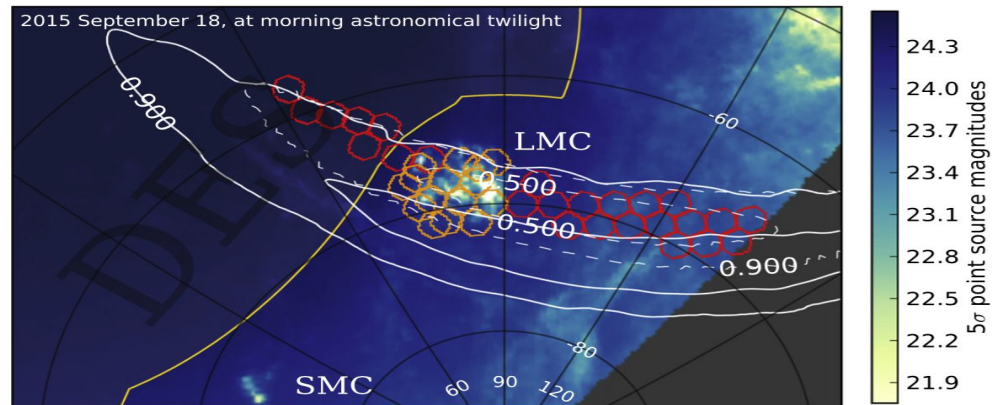 2015 September 18, at morning astronomical twilight
0.900
DES
LMC
-60
0.500
0.500
0.900
-80
SMC
60 90 120
24.3
24.0
23.7
23.4
23.1
22.8
22.5
22.2
21.9
5σ point source magnitudes